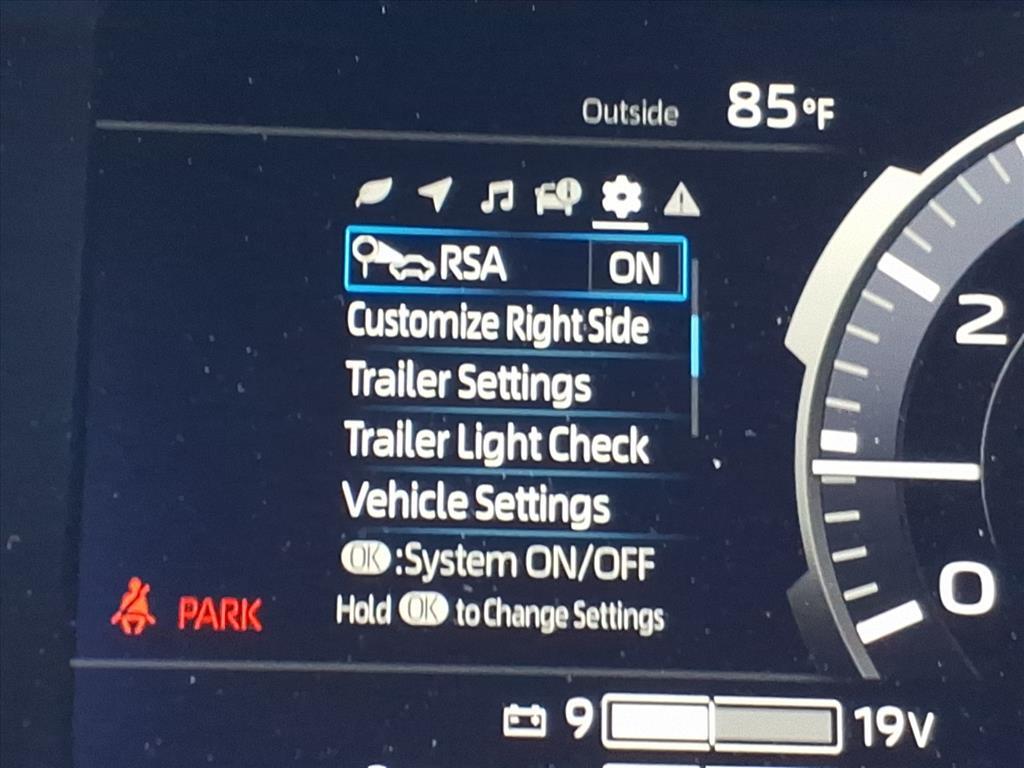 Outside 85°F
RSA ON
Customize Right Side
Trailer Settings
Trailer Light Check
Vehicle Settings
OK :System ON/OFF
Hold OK to Change Settings
PARK
2
0
9 19V